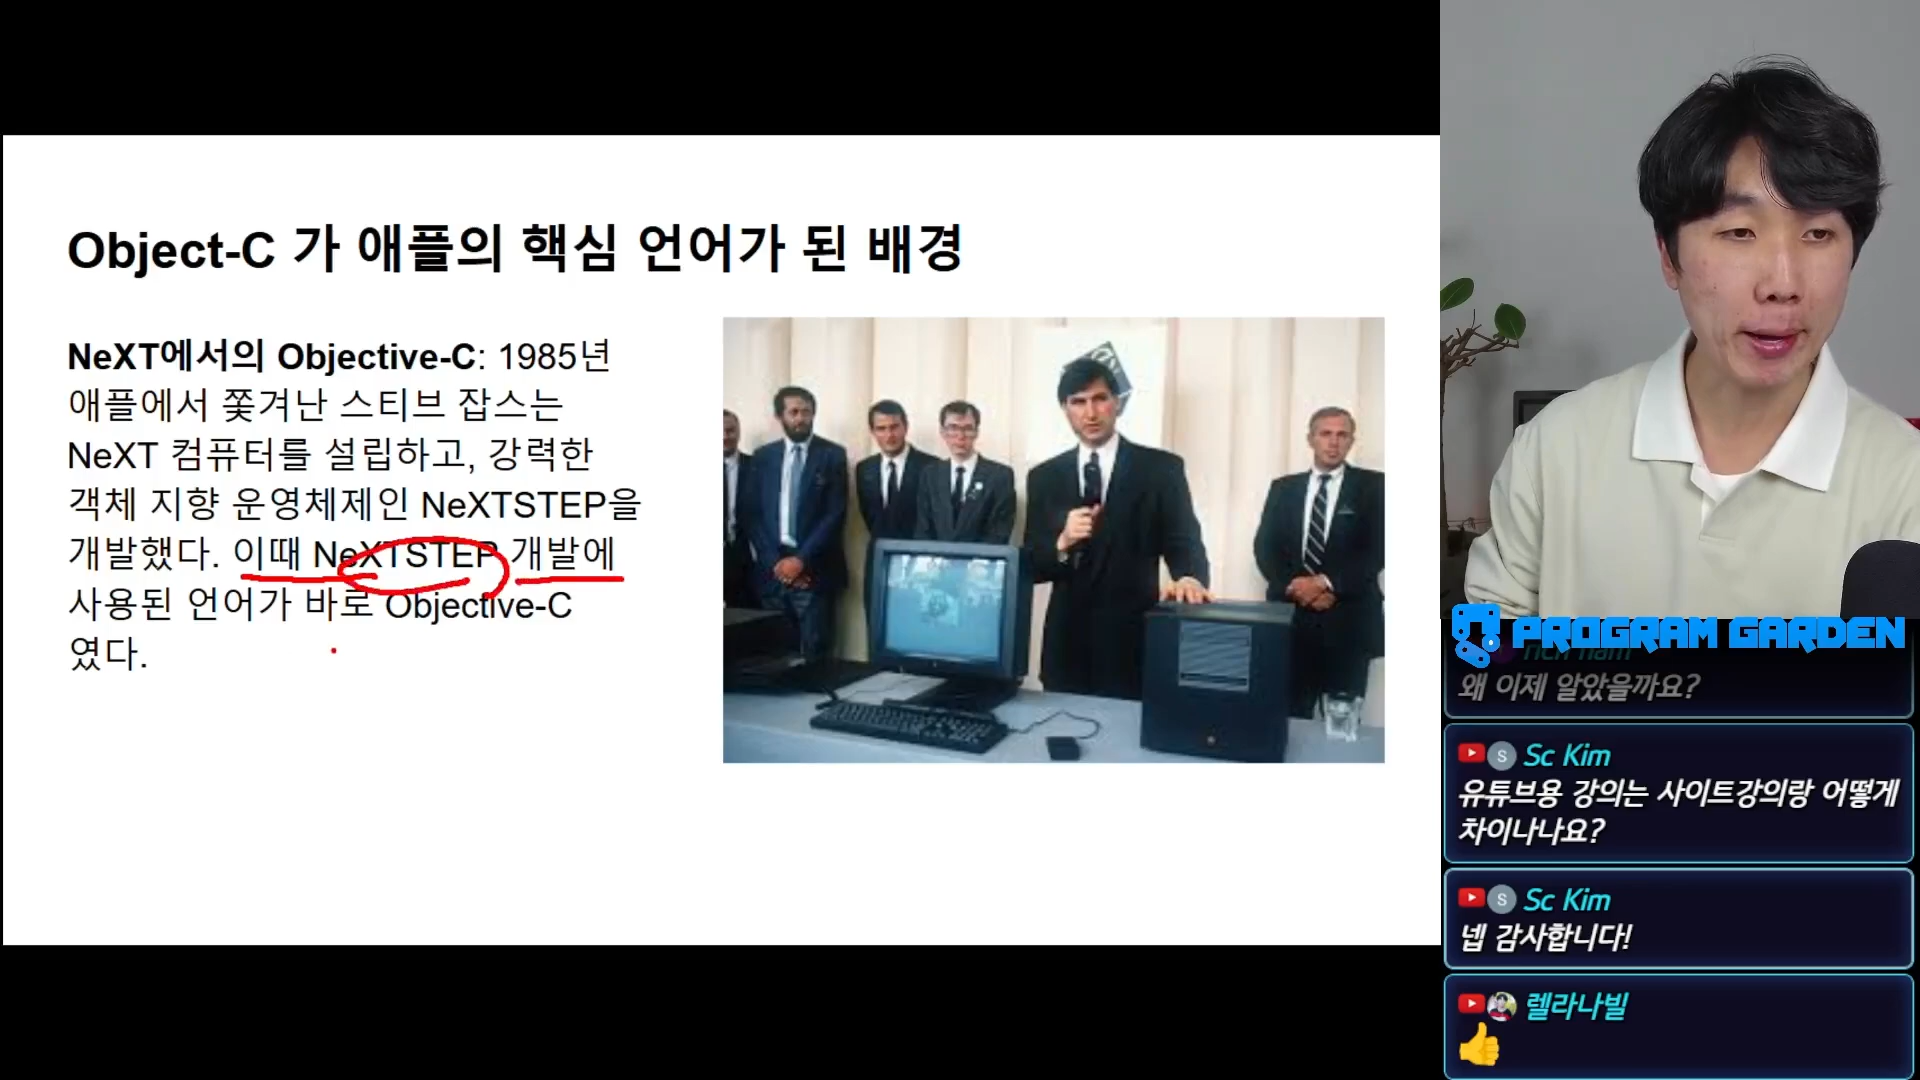 Object-C 가 애플의 핵심 언어가 된 배경
NeXT에서의 Objective-C: 1985년
애플에서 쫓겨난 스티브 잡스는
NeXT 컴퓨터를 설립하고, 강력한
객체 지향 운영체제인 NeXTSTEP을
개발했다. 이때 NeXTSTEP 개발에
사용된 언어가 바로 Objective-C
였다.
PROGRAM GARDEN
rich nam
왜 이제 알았을까요?
S Sc Kim
유튜브용 강의는 사이트강의랑 어떻게
차이나나요?
S Sc Kim
넵 감사합니다!
렐라나빌